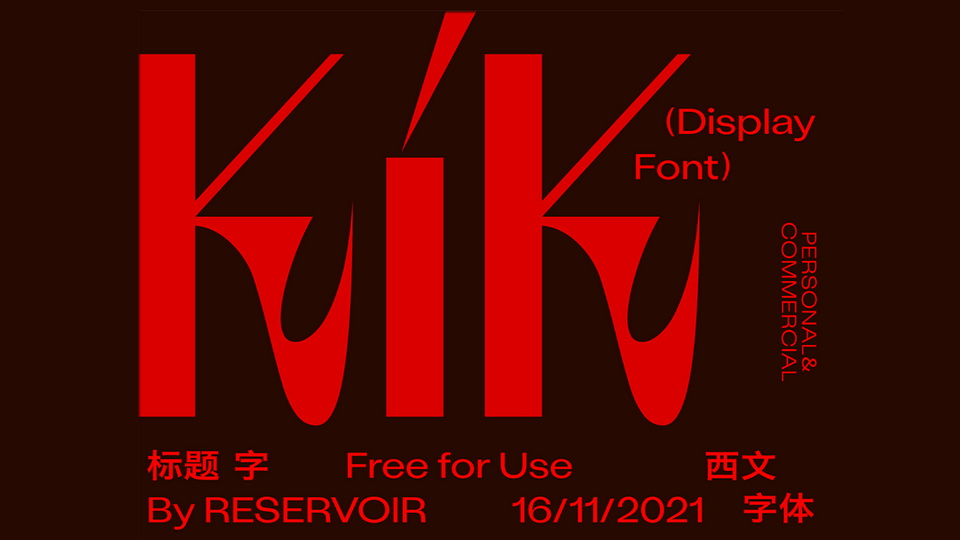 Kík
(Display
Font)
PERSONAL&
COMMERCIAL
标题 字 Free for Use 西文
By RESERVOIR 16/11/2021 字体